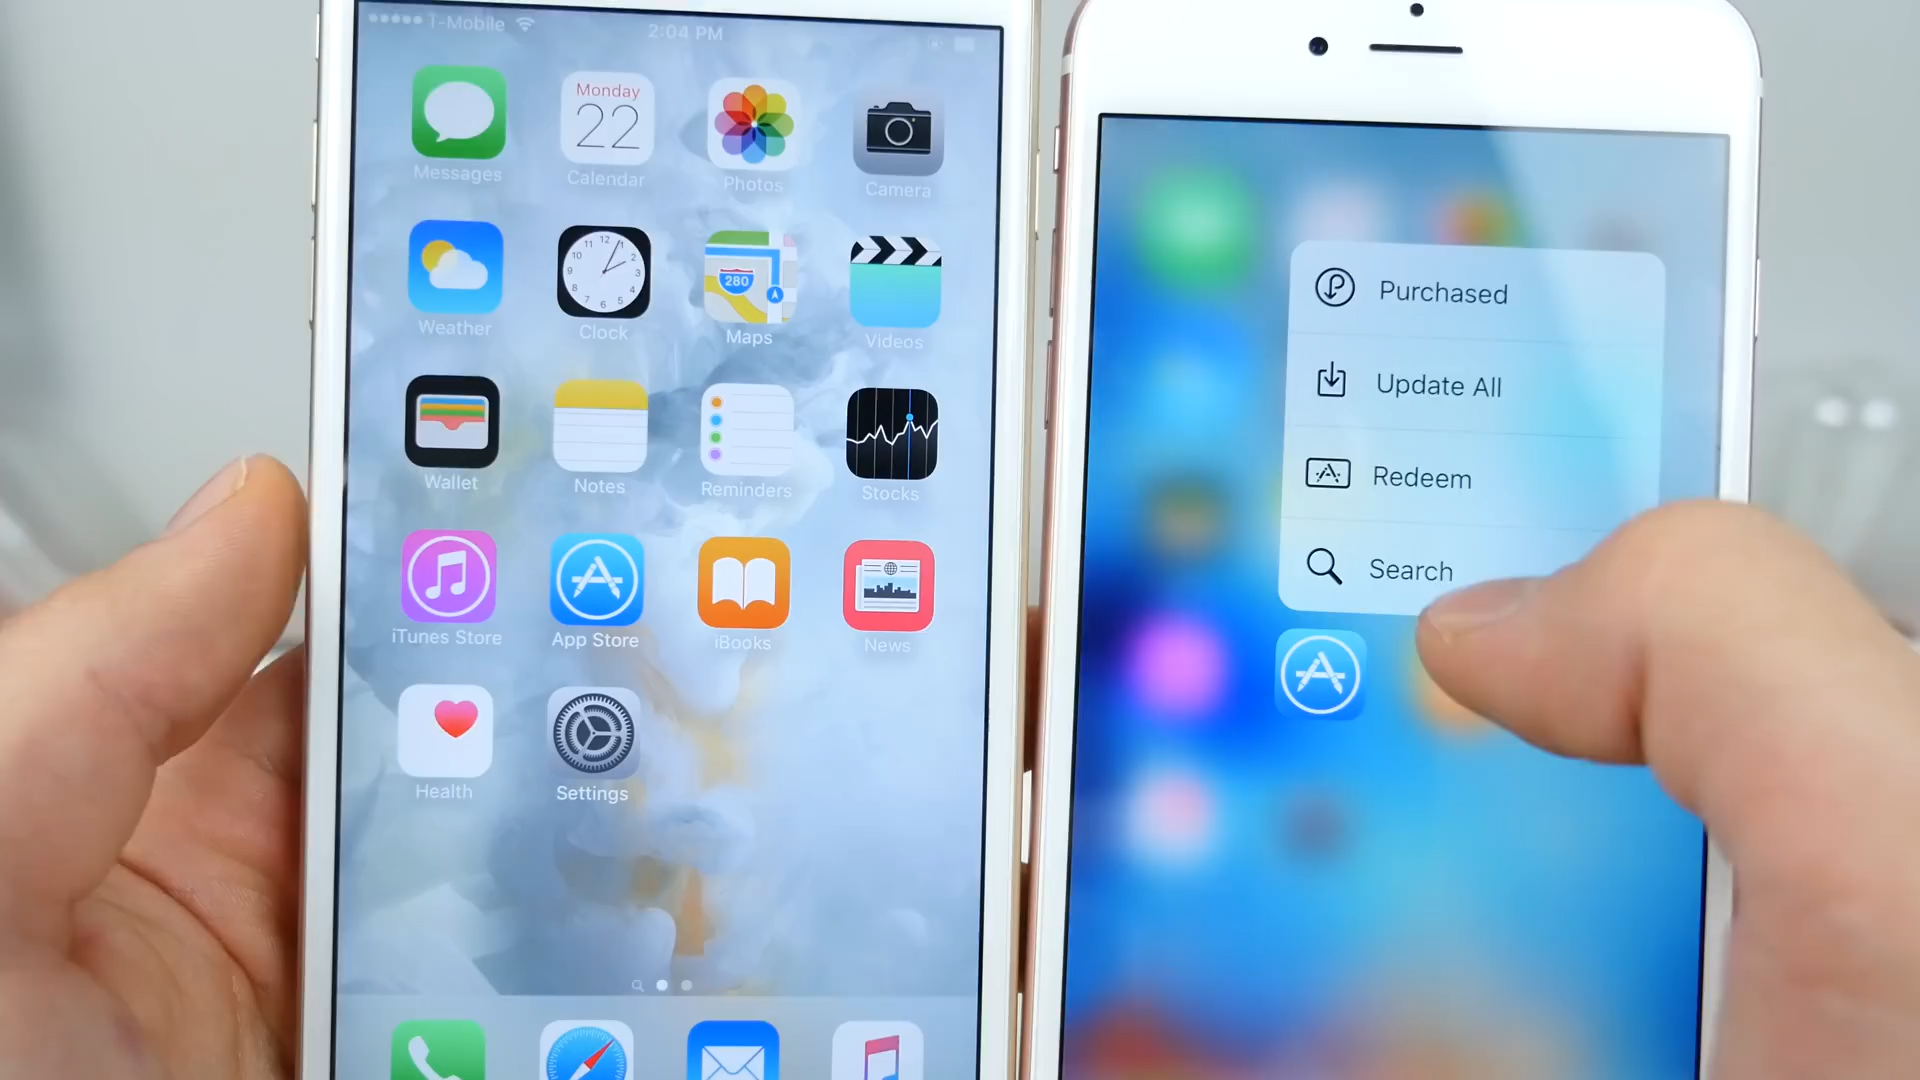 T-Mobile
2:04 PM
Monday
22
Messages
Calendar
Photos
Camera
280
Weather
Clock
Maps
Videos
Wallet
Notes
Reminders
Stocks
iTunes Store
App Store
iBooks
News
Health
Settings
Purchased
Update All
Redeem
Search